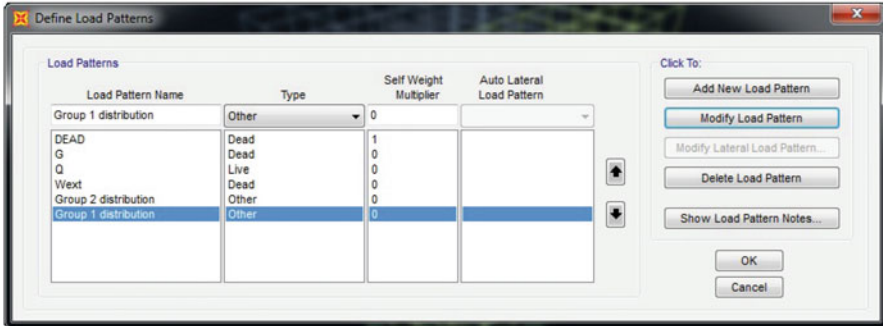 Define Load Patterns
Load Patterns
Click To:
Load Pattern Name
Type
Self Weight Multiplier
Auto Lateral Load Pattern
Group 1 distribution Other 0
DEAD Dead 1
G Dead 0
Q Live 0
Wext Dead 0
Group 2 distribution Other 0
Group 1 distribution Other 0
Add New Load Pattern
Modify Load Pattern
Modify Lateral Load Pattern...
Delete Load Pattern
Show Load Pattern Notes...
OK
Cancel